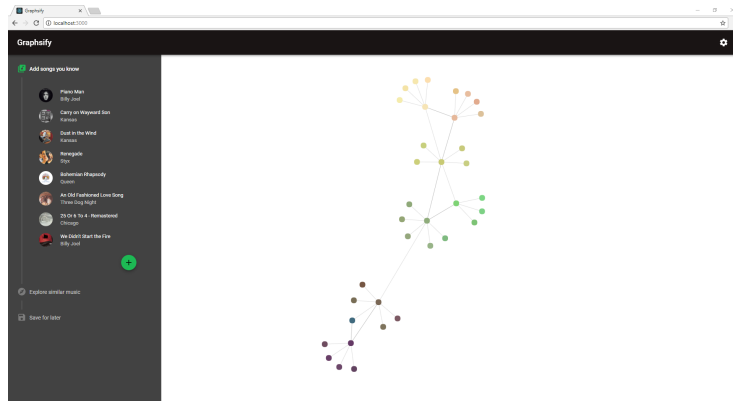 Graphsify
localhost:3000
Graphsify
Add songs you know
Piano Man
Billy Joel
Carry on Wayward Son
Kansas
Dust in the Wind
Kansas
Renegade
Styx
Bohemian Rhapsody
Queen
An Old Fashioned Love Song
Three Dog Night
25 Or 6 To 4 - Remastered
Chicago
We Didn't Start the Fire
Billy Joel
Explore similar music
Save for later